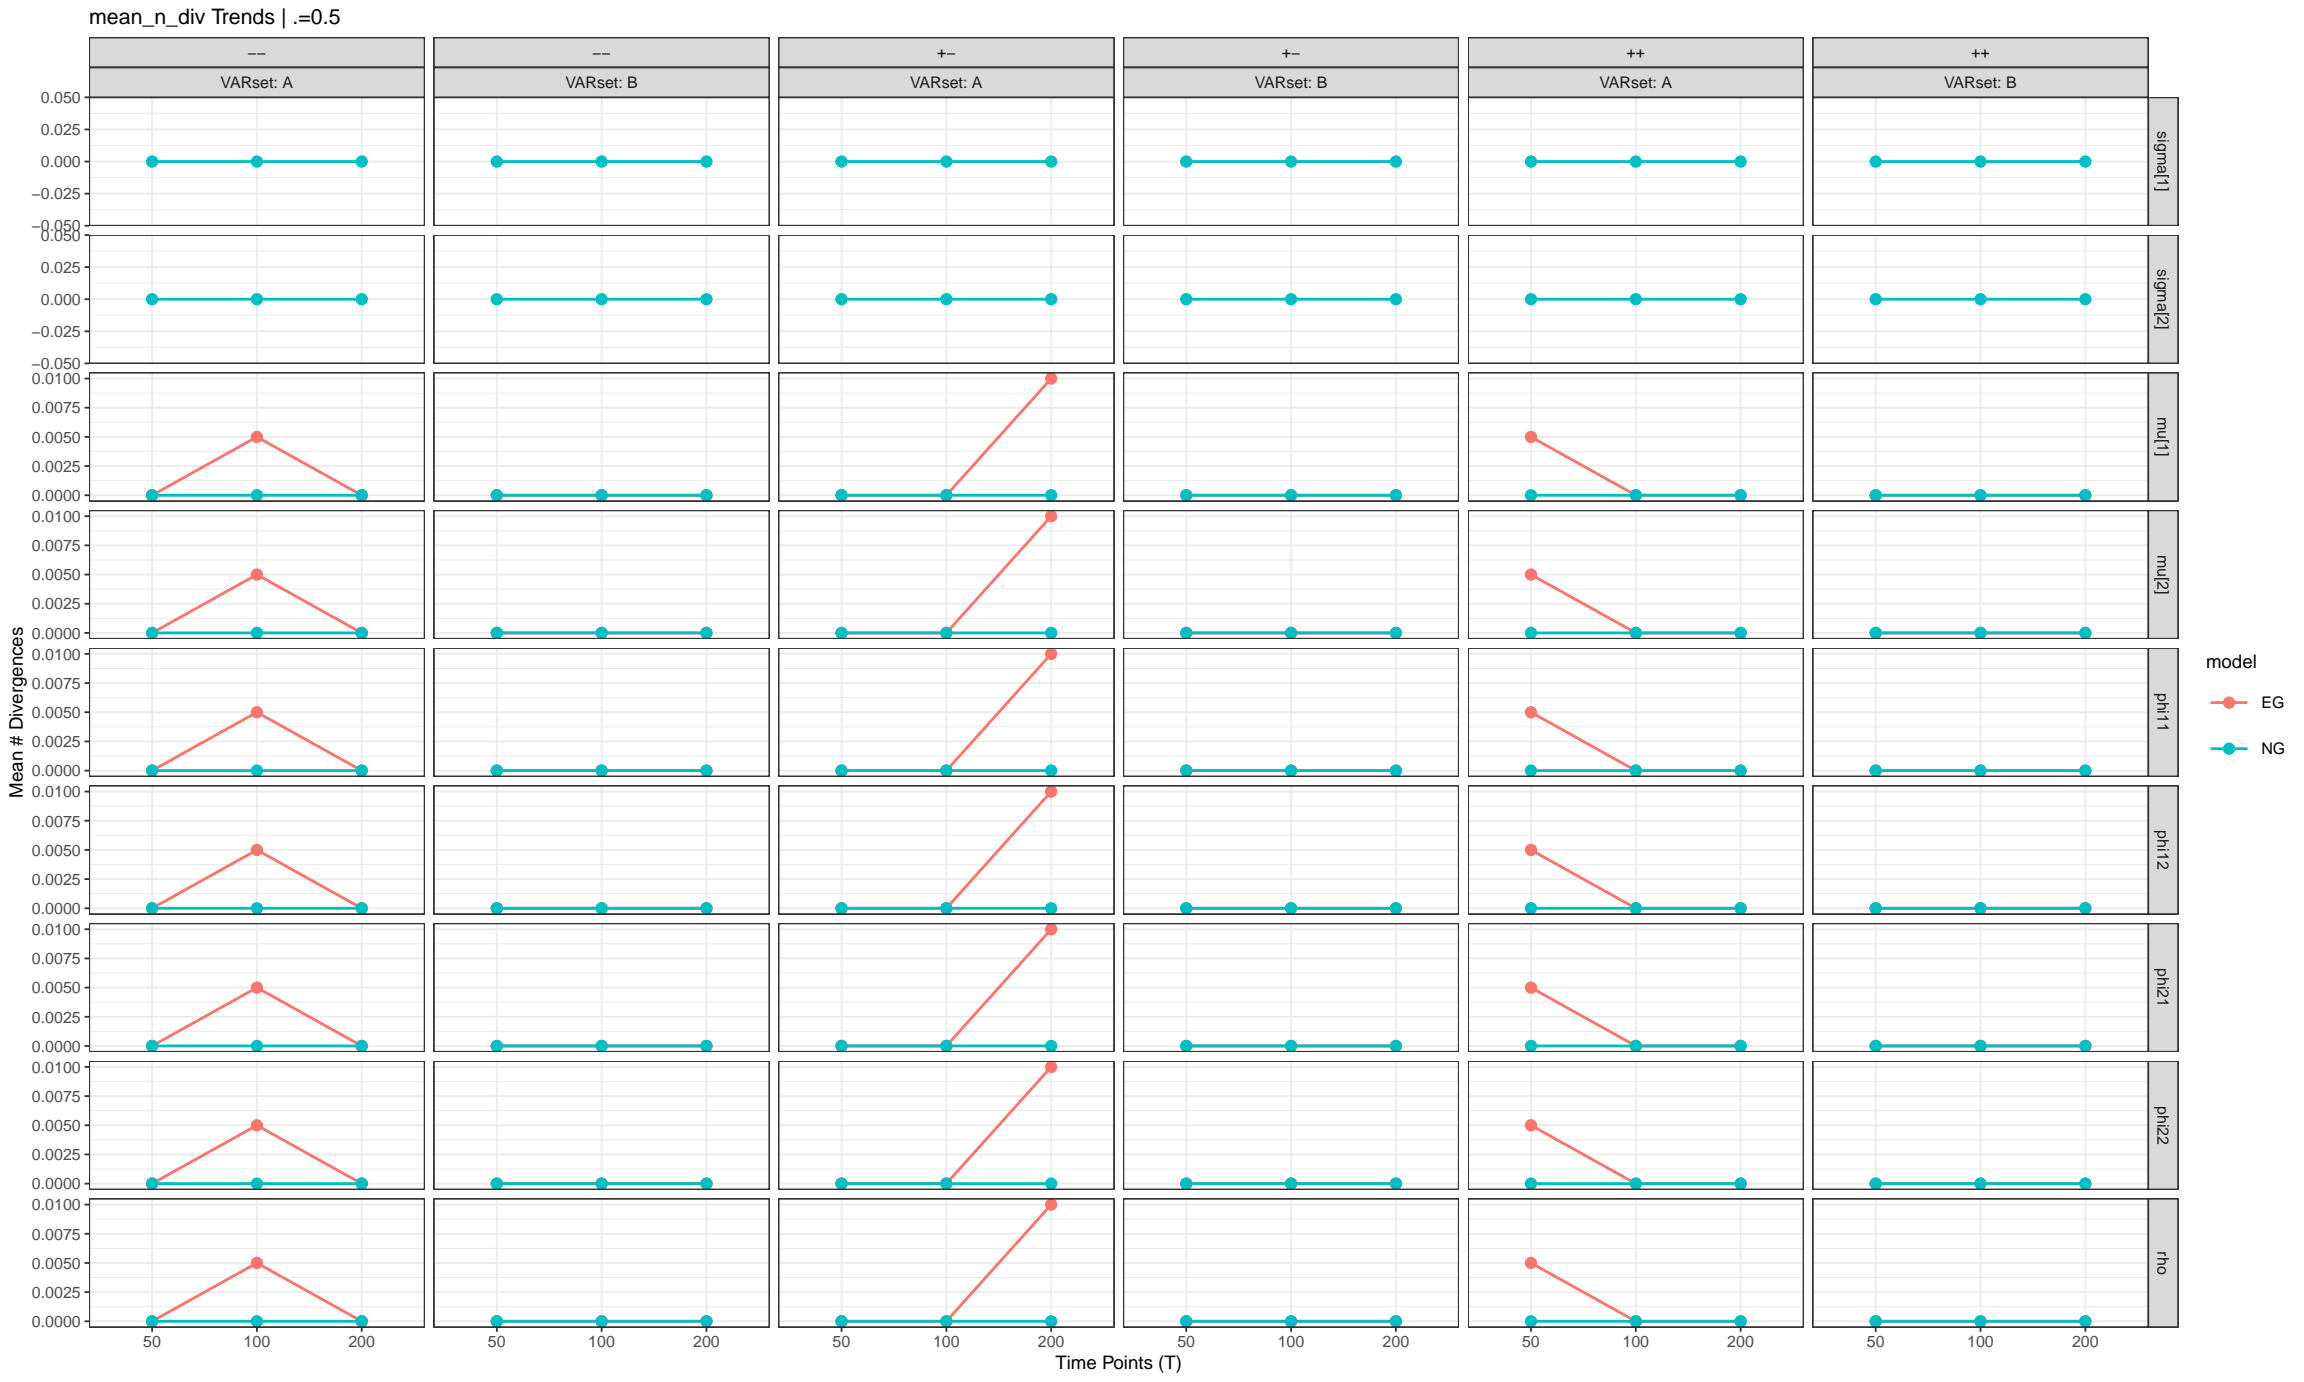 mean_n_div Trends | .=0.5
−− −− +− +− ++ ++
VARset: A VARset: B VARset: A VARset: B VARset: A VARset: B
0.050
0.025
0.000
−0.025
−0.050
sigma[1]
0.050
0.025
0.000
−0.025
−0.050
sigma[2]
0.0100
0.0075
0.0050
0.0025
0.0000
mu[1]
0.0100
0.0075
0.0050
0.0025
0.0000
mu[2]
0.0100
0.0075
0.0050
0.0025
0.0000
phi11
0.0100
0.0075
0.0050
0.0025
0.0000
phi12
0.0100
0.0075
0.0050
0.0025
0.0000
phi21
0.0100
0.0075
0.0050
0.0025
0.0000
phi22
0.0100
0.0075
0.0050
0.0025
0.0000
rho
50 100 200 50 100 200 50 100 200 50 100 200 50 100 200 50 100 200
Time Points (T)
Mean # Divergences
model
EG
NG